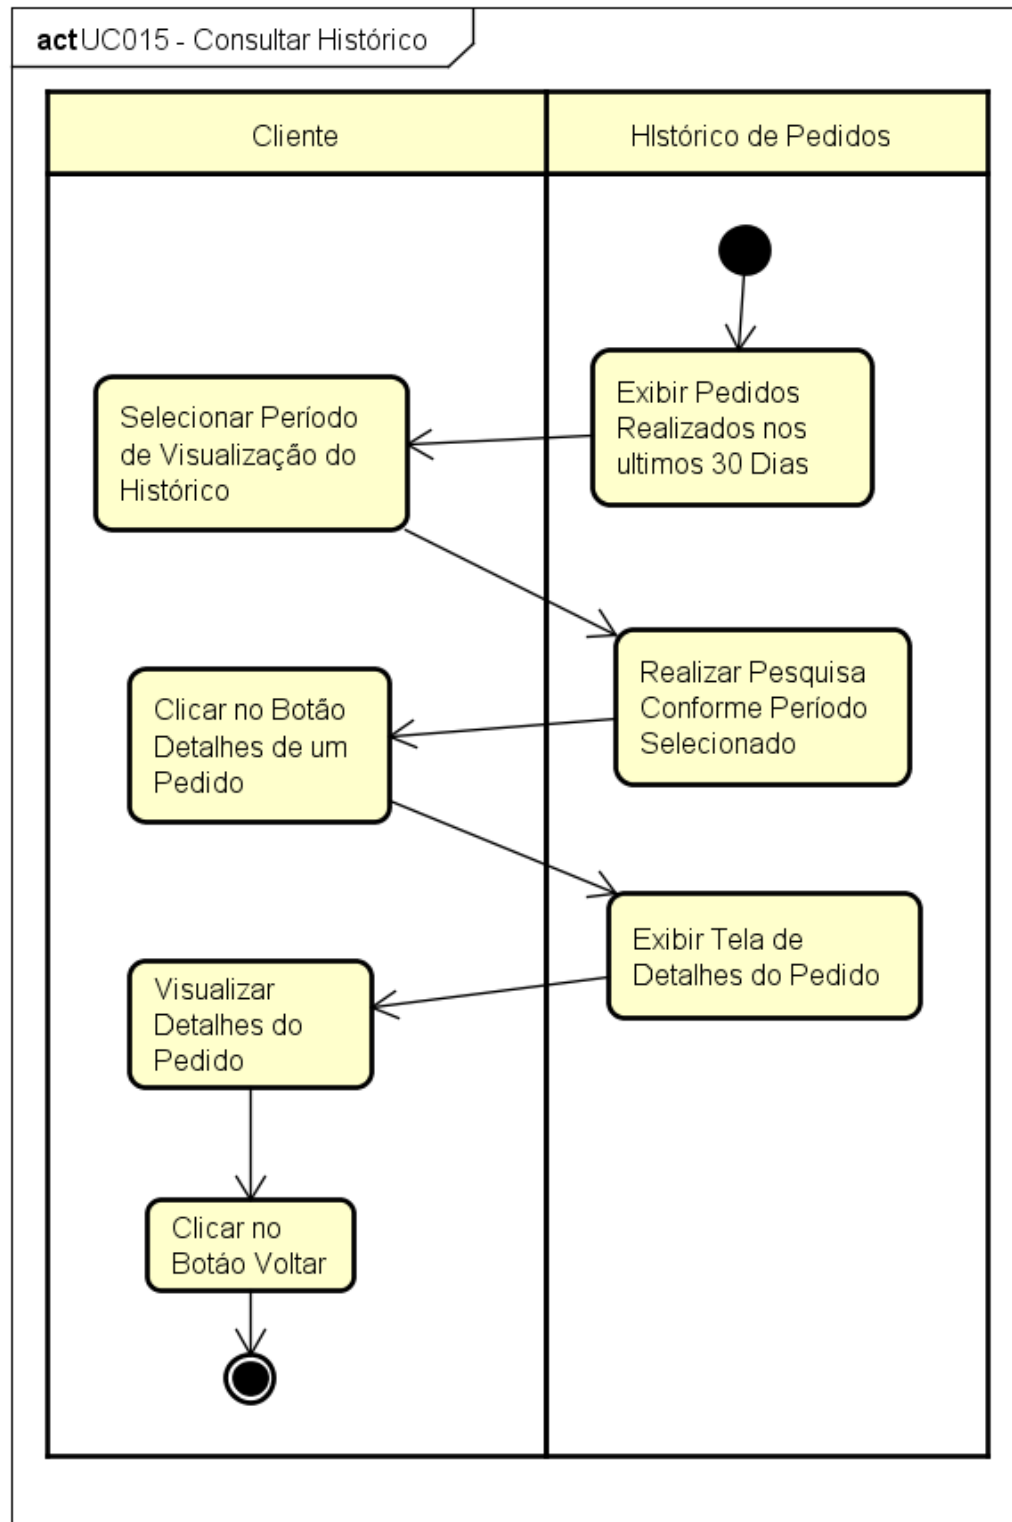 act UC015 - Consultar Histórico
Cliente
HIstórico de Pedidos
Exibir Pedidos
Realizados nos
ultimos 30 Dias
Selecionar Período
de Visualização do
Histórico
Realizar Pesquisa
Conforme Período
Selecionado
Clicar no Botão
Detalhes de um
Pedido
Exibir Tela de
Detalhes do Pedido
Visualizar
Detalhes do
Pedido
Clicar no
Botáo Voltar